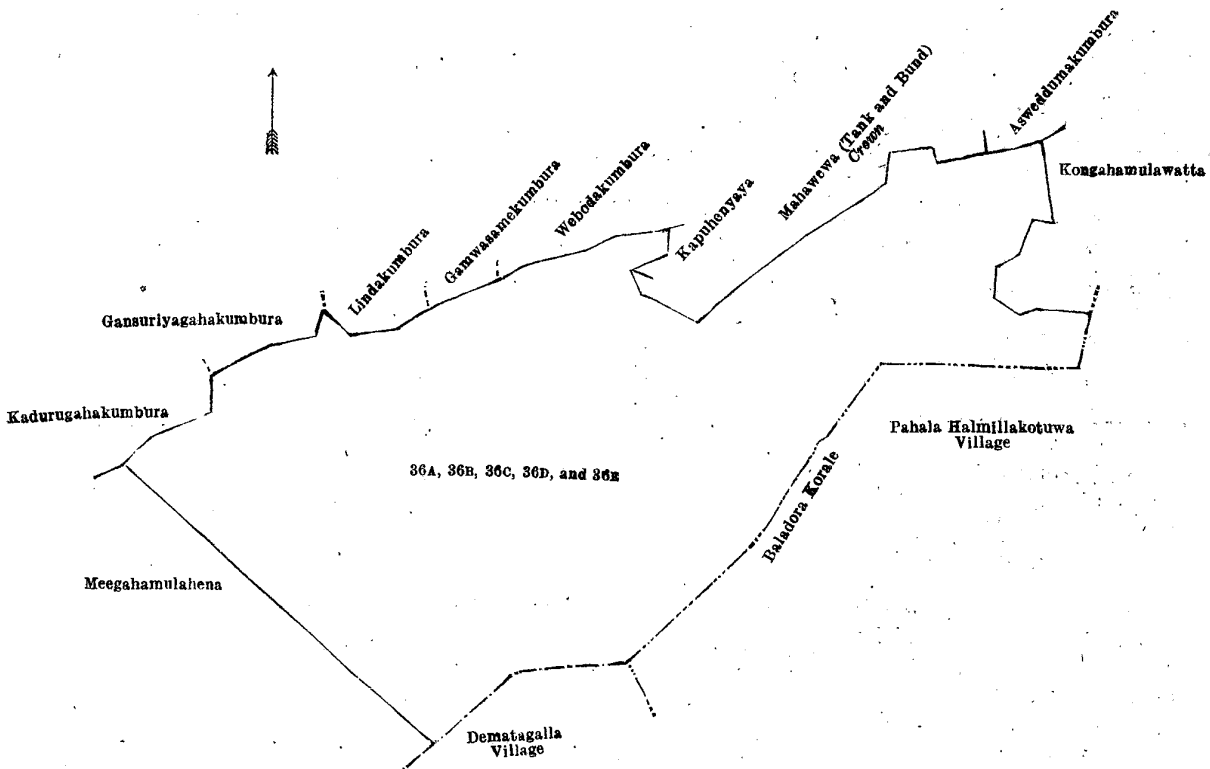 Asweddumakumbura
Mahawewa (Tank and Bund)
Crown
Kongahamulawatta
Kapuhenyaya
Webodakumbura
Gamwasamekumbura
Lindakumbura
Gansuriyagahakumbura
Kadurugahakumbura
Pahala Halmillakotuwa
Village
36A, 36B, 36C, 36D, and 36E
Baladora Korale
Meegahamulahena
Dematagalla
Village